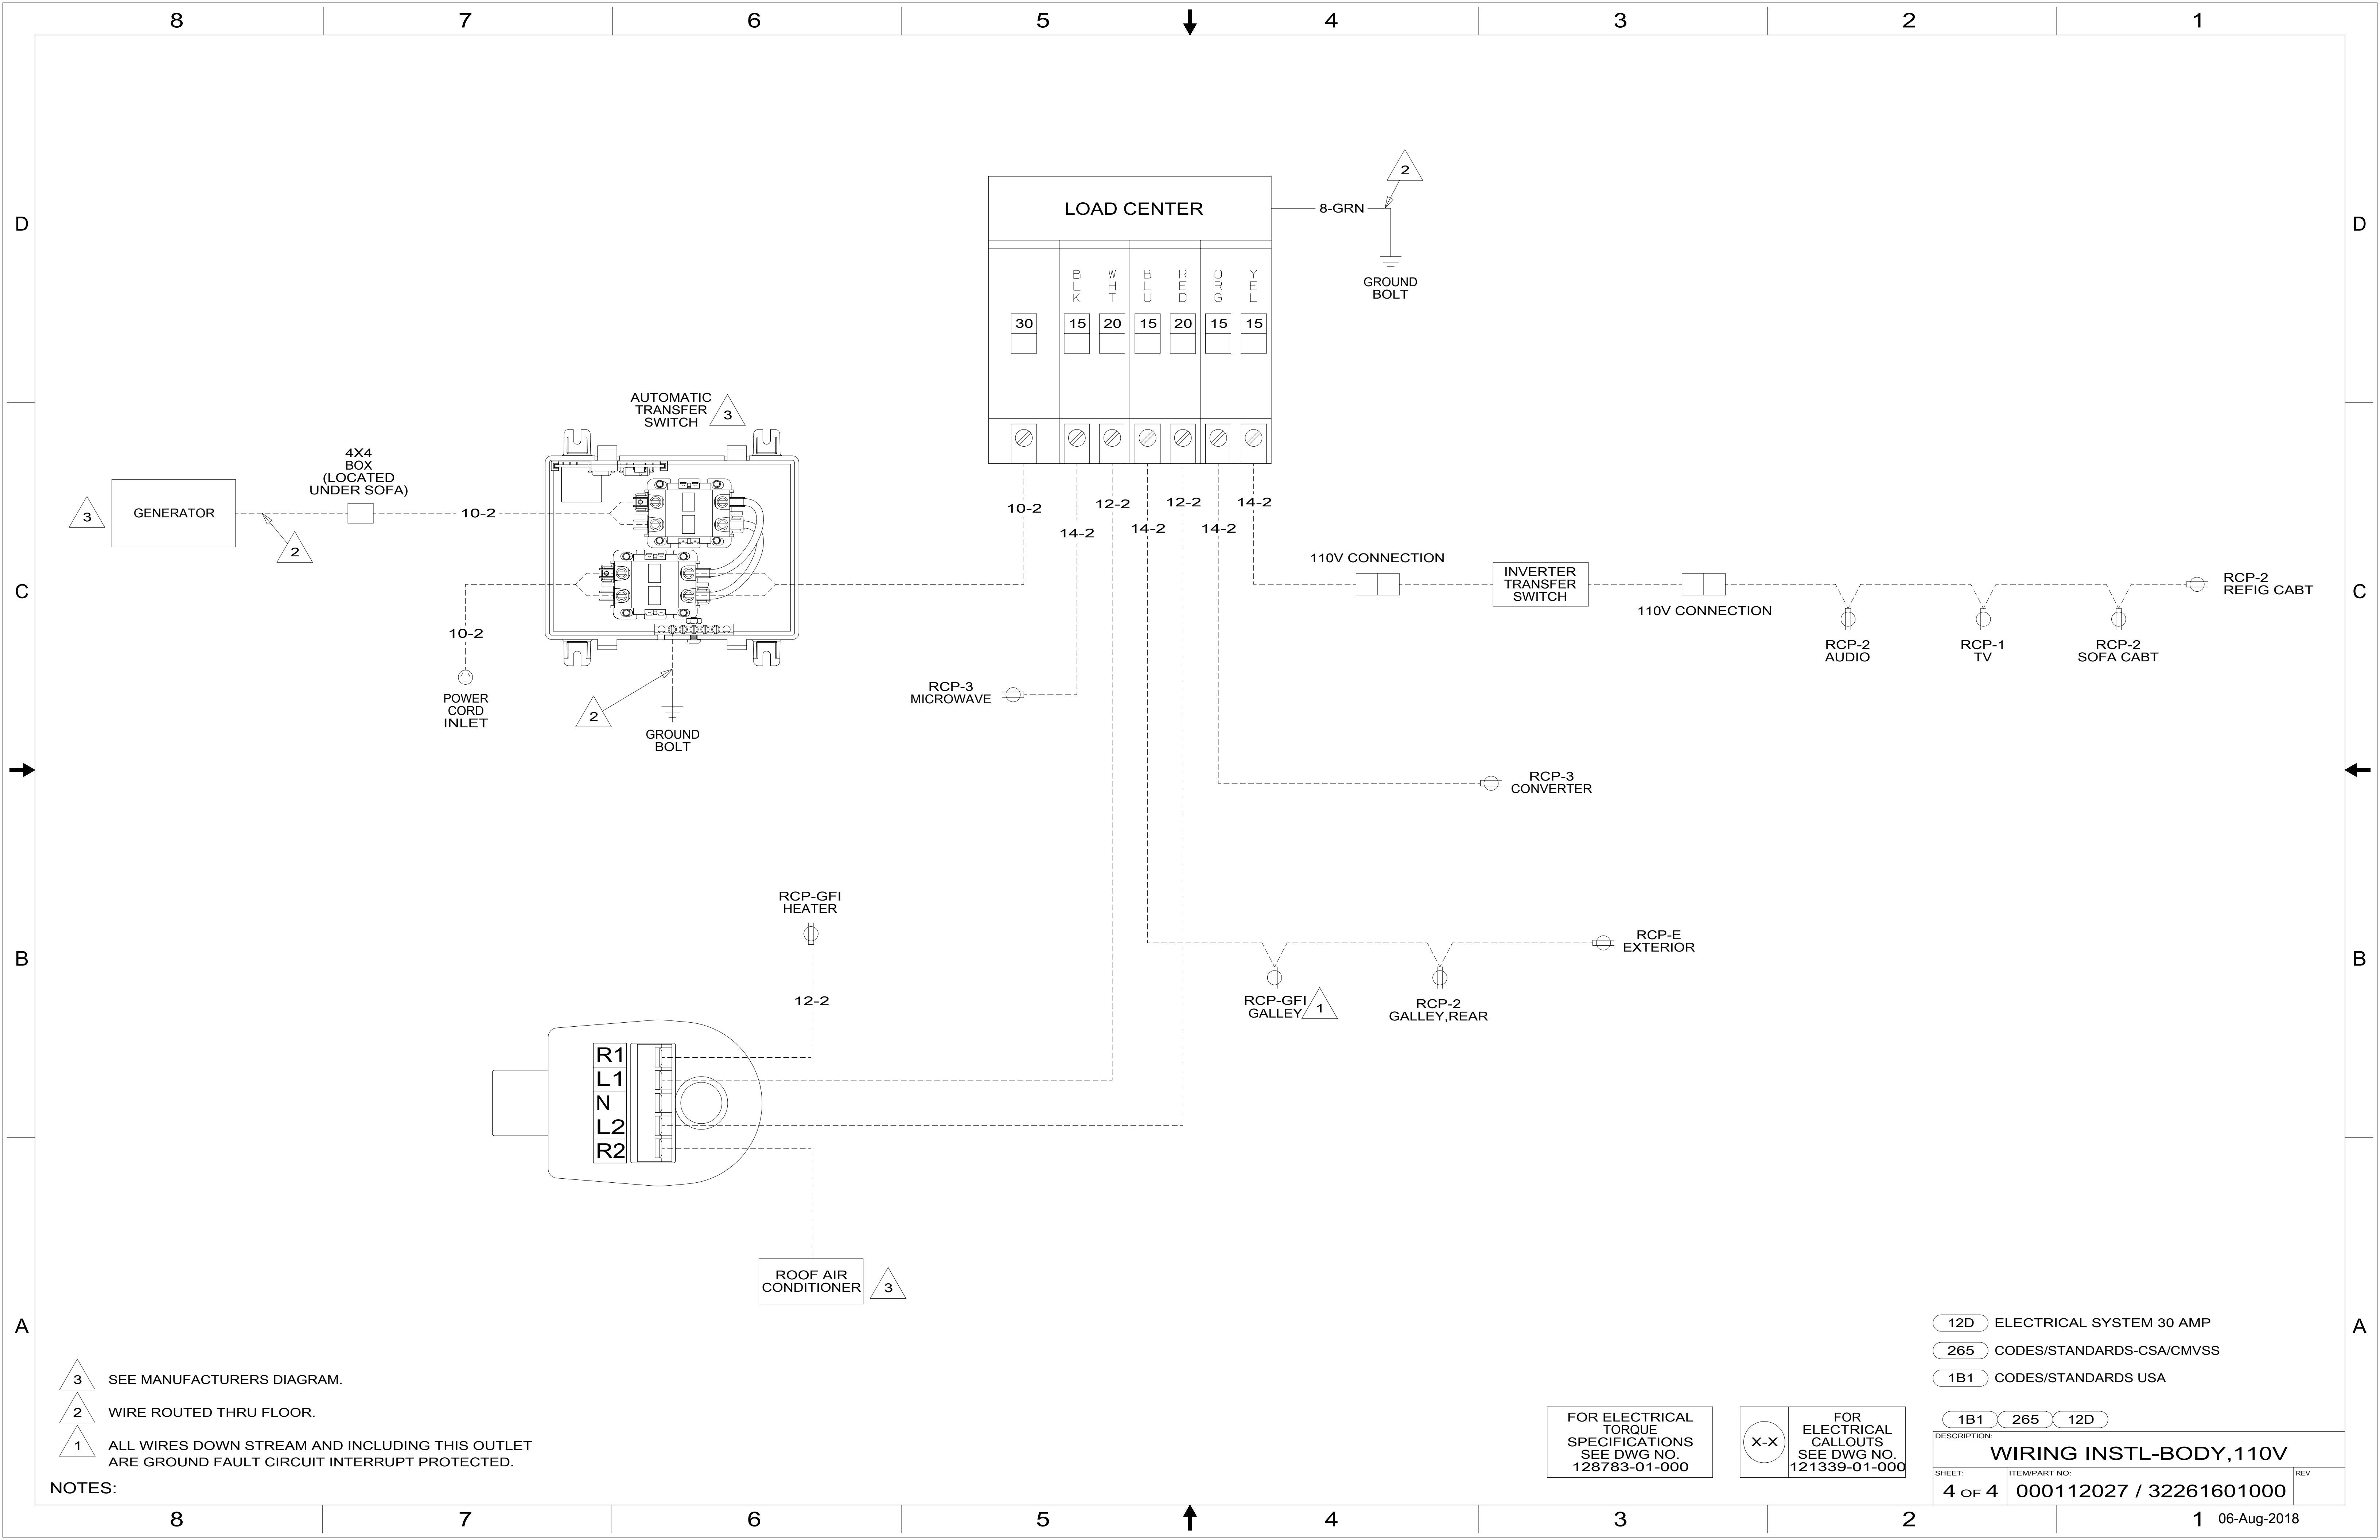 8 7 6 5 4 3 2 1
D
D
LOAD CENTER
8-GRN
2
GROUND
BOLT
BLK
WHT
BLU
RED
ORG
YEL
30 15 20 15 20 15 15
AUTOMATIC
TRANSFER
SWITCH
3
4X4
BOX
(LOCATED
UNDER SOFA)
3
GENERATOR
2
10-2
C
C
10-2
POWER
CORD
INLET
2
GROUND
BOLT
10-2
14-2
12-2
14-2
12-2
14-2
14-2
110V CONNECTION
INVERTER
TRANSFER
SWITCH
110V CONNECTION
RCP-2
AUDIO
RCP-1
TV
RCP-2
SOFA CABT
RCP-2
REFIG CABT
RCP-3
MICROWAVE
RCP-3
CONVERTER
B
B
RCP-GFI
HEATER
12-2
RCP-E
EXTERIOR
RCP-GFI
GALLEY
1
RCP-2
GALLEY,REAR
R1
L1
N
L2
R2
ROOF AIR
CONDITIONER
3
A
A
3 SEE MANUFACTURERS DIAGRAM.
2 WIRE ROUTED THRU FLOOR.
1 ALL WIRES DOWN STREAM AND INCLUDING THIS OUTLET
ARE GROUND FAULT CIRCUIT INTERRUPT PROTECTED.
NOTES:
12D ELECTRICAL SYSTEM 30 AMP
265 CODES/STANDARDS-CSA/CMVSS
1B1 CODES/STANDARDS USA
1B1 265 12D
FOR ELECTRICAL
TORQUE
SPECIFICATIONS
SEE DWG NO.
128783-01-000
X-X
FOR
ELECTRICAL
CALLOUTS
SEE DWG NO.
121339-01-000
DESCRIPTION:
WIRING INSTL-BODY,110V
SHEET:
4 OF 4
ITEM/PART NO:
000112027 / 32261601000
REV
8 7 6 5 4 3 2 1
06-Aug-2018